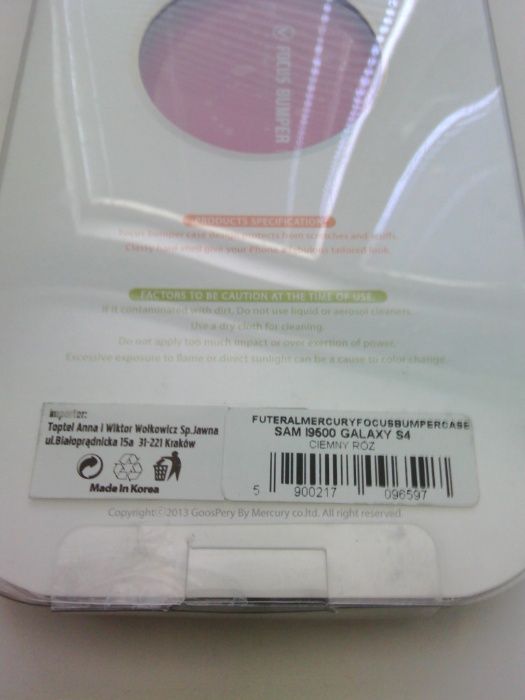 FOCUS BUMPER
PRODUCTS SPECIFICATION
Focus bumper case design protects from scratches and scuffs.
Classy hard shell give your iPhone a fabulous tailored look.
FACTORS TO BE CAUTION AT THE TIME OF USE.
If it contaminated with dirt, Do not use liquid or aerosol cleaners.
Use a dry cloth for cleaning.
Do not apply too much impact or over exertion of power.
Excessive exposure to flame or direct sunlight can be a cause to color change.
importer:
Toptel Anna i Wiktor Wołkowicz Sp.Jawna
ul.Białoprądnicka 15a 31-221 Kraków
Made In Korea
FUTERALMERCURYFOCUSBUMPERCASE
SAM I9500 GALAXY S4
CIEMNY RÓŻ
5 900217 096597
Copyright ⓒ 2013 GoosPery By Mercury co.ltd. All right reserved